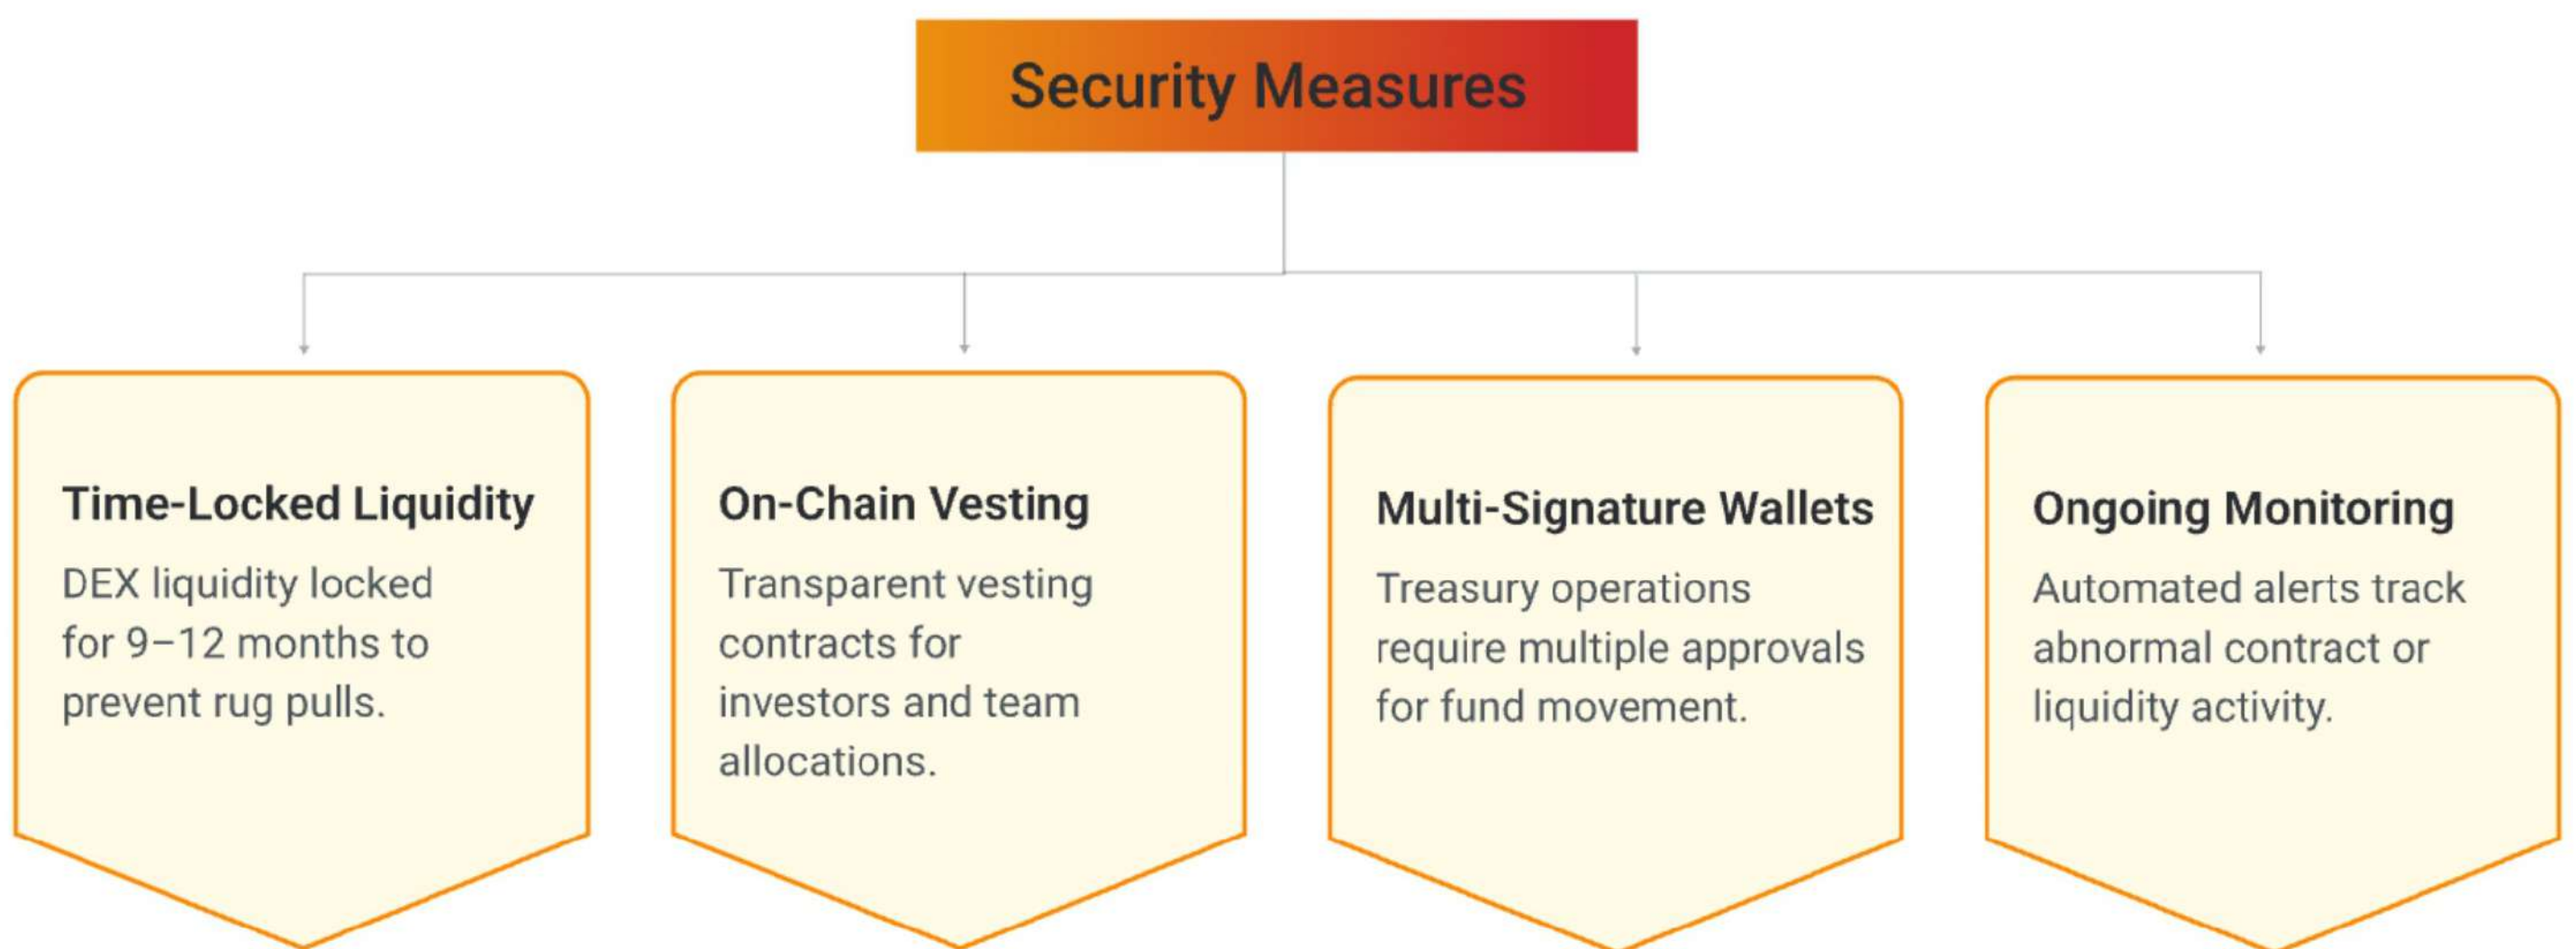 Security Measures
Time-Locked Liquidity
DEX liquidity locked
for 9–12 months to
prevent rug pulls.
On-Chain Vesting
Transparent vesting
contracts for
investors and team
allocations.
Multi-Signature Wallets
Treasury operations
require multiple approvals
for fund movement.
Ongoing Monitoring
Automated alerts track
abnormal contract or
liquidity activity.